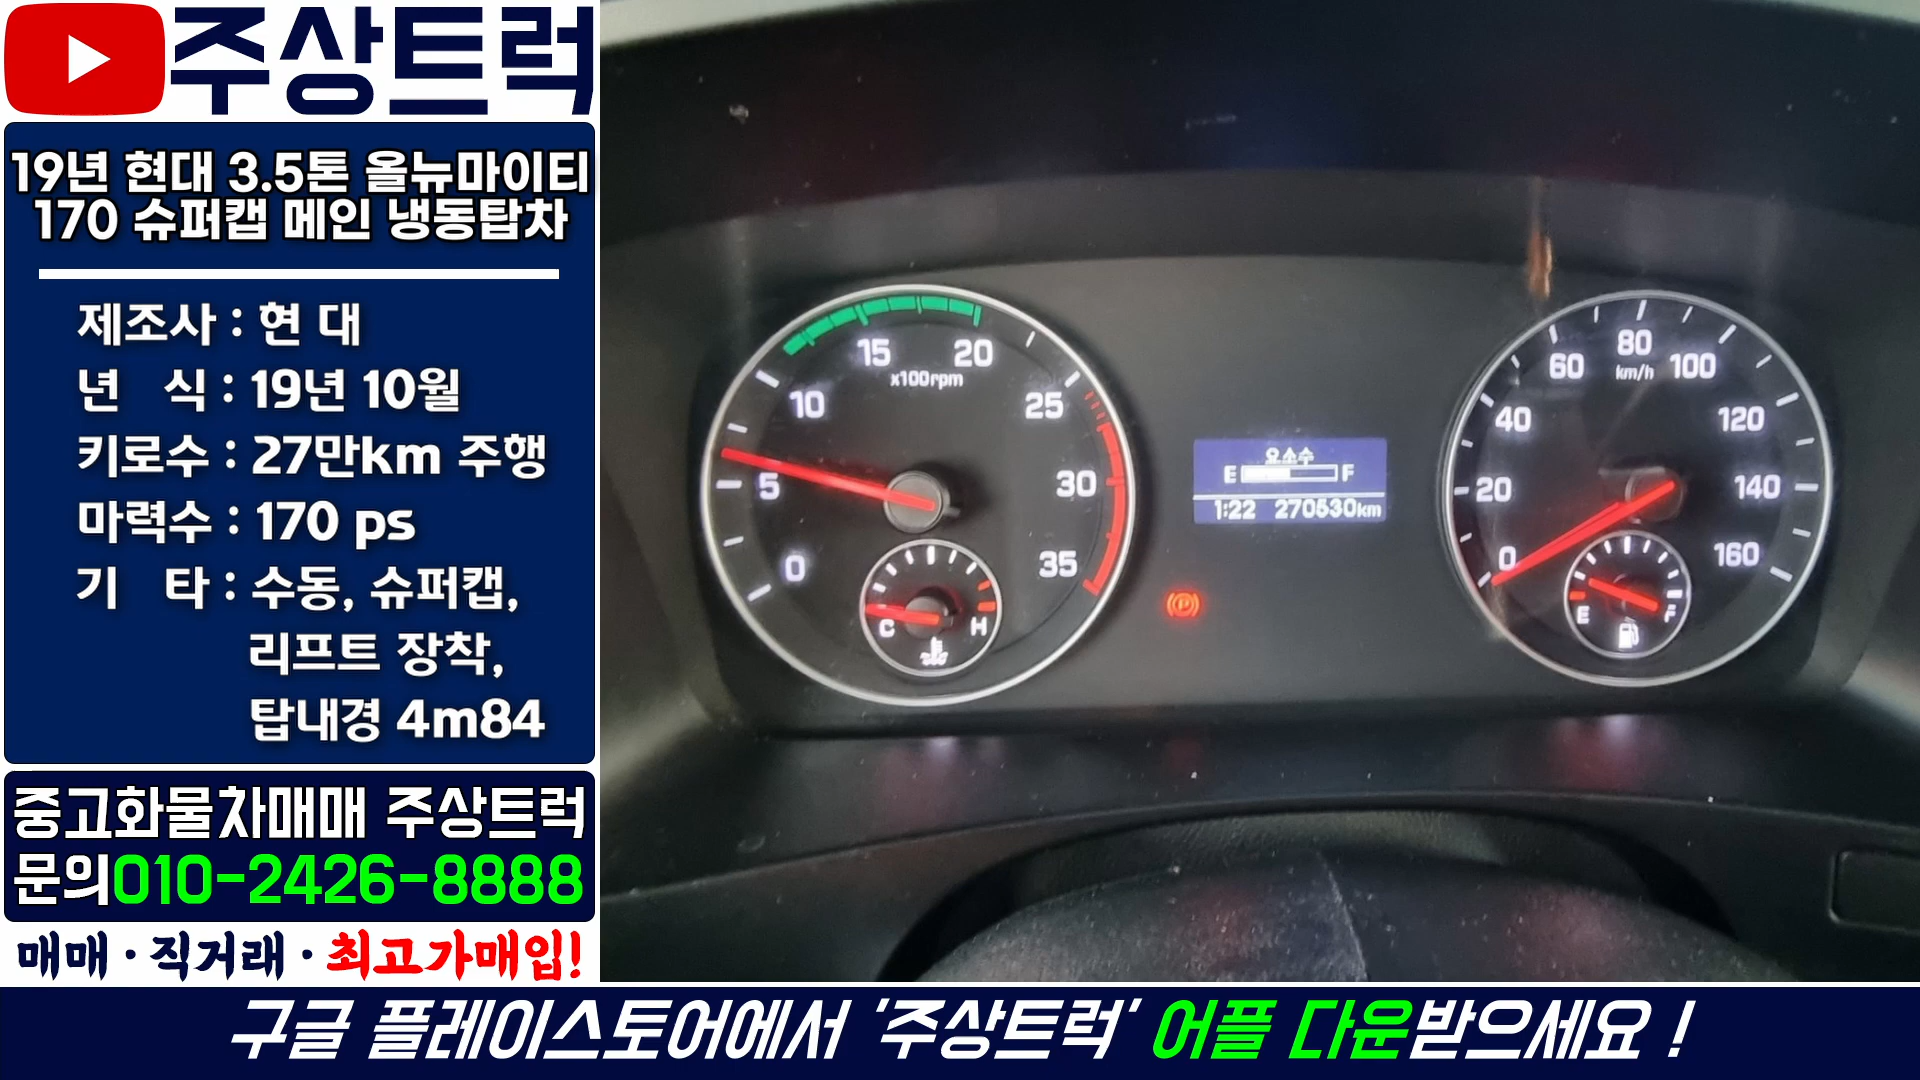 주상트럭
19년 현대 3.5톤 올뉴마이티
170 슈퍼캡 메인 냉동탑차
제조사 : 현 대
년 식 : 19년 10월
키로수 : 27만km 주행
마력수 : 170 ps
기 타 : 수동, 슈퍼캡,
리프트 장착,
탑내경 4m84
중고화물차매매 주상트럭
문의010-2426-8888
매매 · 직거래 · 최고가매입!
0 5 10 15 20 25 30 35
x100rpm
C H
요소수
E F
1:22 270530km
P
0 20 40 60 80 100 120 140 160
km/h
E F
구글 플레이스토어에서 '주상트럭' 어플 다운받으세요 !